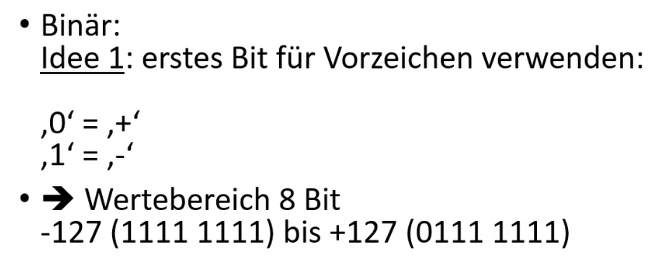 • Binär:
Idee 1: erstes Bit für Vorzeichen verwenden:
‚0‘ = ‚+‘
‚1‘ = ‚-‘
• ➔ Wertebereich 8 Bit
-127 (1111 1111) bis +127 (0111 1111)